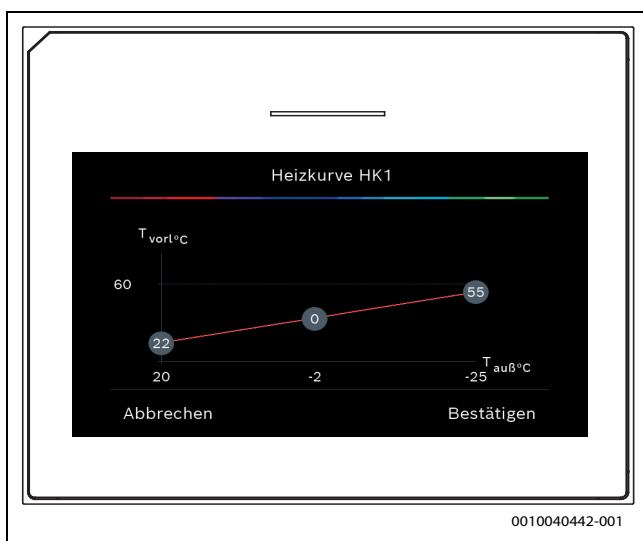 Heizkurve HK1
T vorl°C
60
55
0
22
T auß°C
20 -2 -25
Abbrechen Bestätigen
0010040442-001